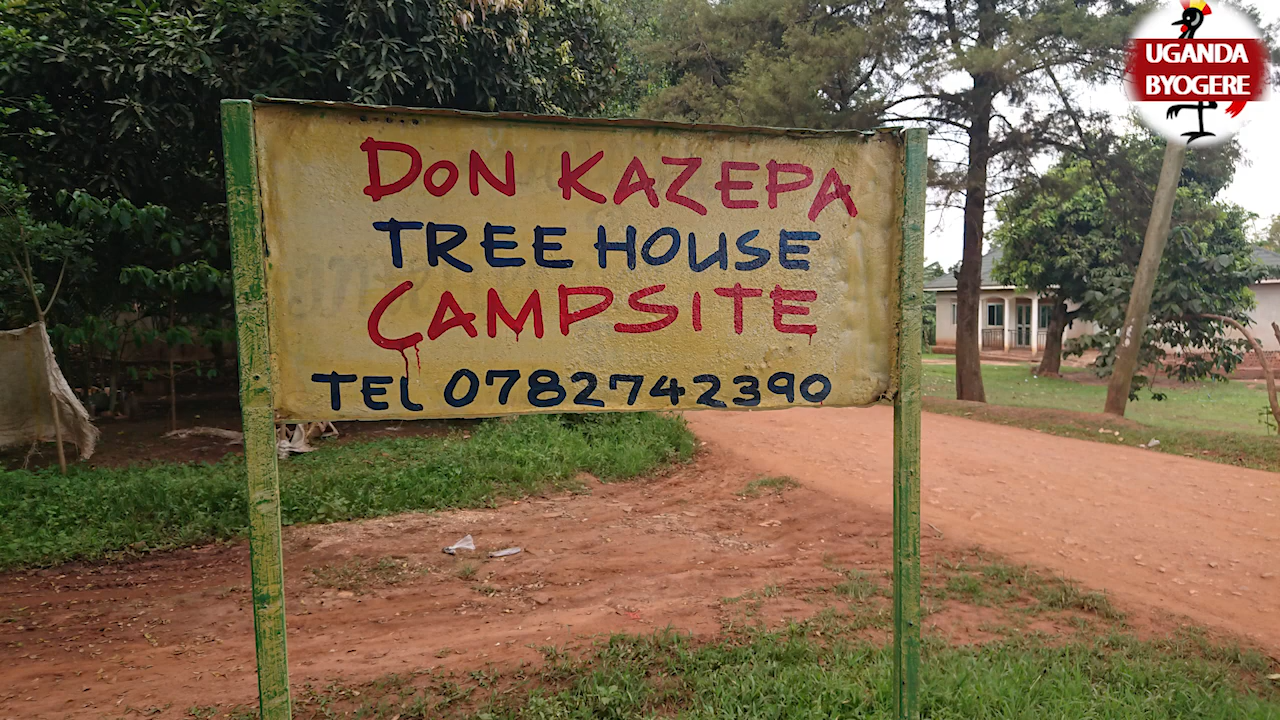 DON KAZEPA
TREE HOUSE
CAMPSITE
TEL 0782742390
UGANDA
BYOGERE